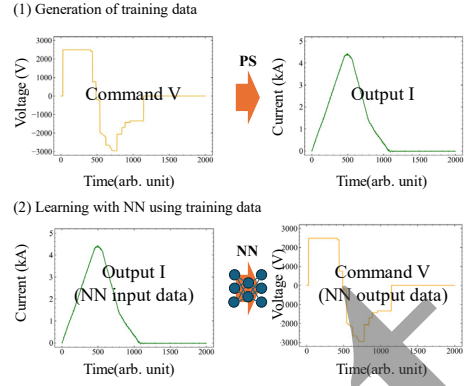 (1) Generation of training data
3000
2000
1000
0
−1000
−2000
−3000
Voltage (V)
Command V
0 500 1000 1500 2000
Time(arb. unit)
PS
5
4
3
2
1
0
Current (kA)
Output I
0 500 1000 1500 2000
Time(arb. unit)
(2) Learning with NN using training data
5
4
3
2
1
0
Current (kA)
Output I
(NN input data)
0 500 1000 1500 2000
Time(arb. unit)
NN
3000
2000
1000
0
1000
2000
3000
Voltage (V)
Command V
(NN output data)
0 500 1000 1500 2000
Time(arb. unit)